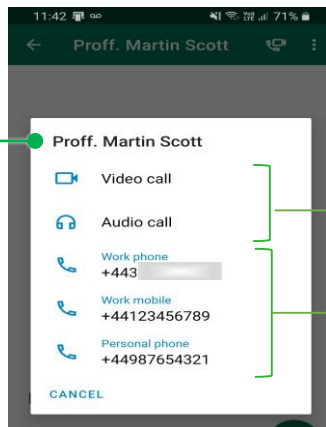 11:42 71%
Proff. Martin Scott
Proff. Martin Scott
Video call
Audio call
Work phone
+443
Work mobile
+44123456789
Personal phone
+44987654321
CANCEL